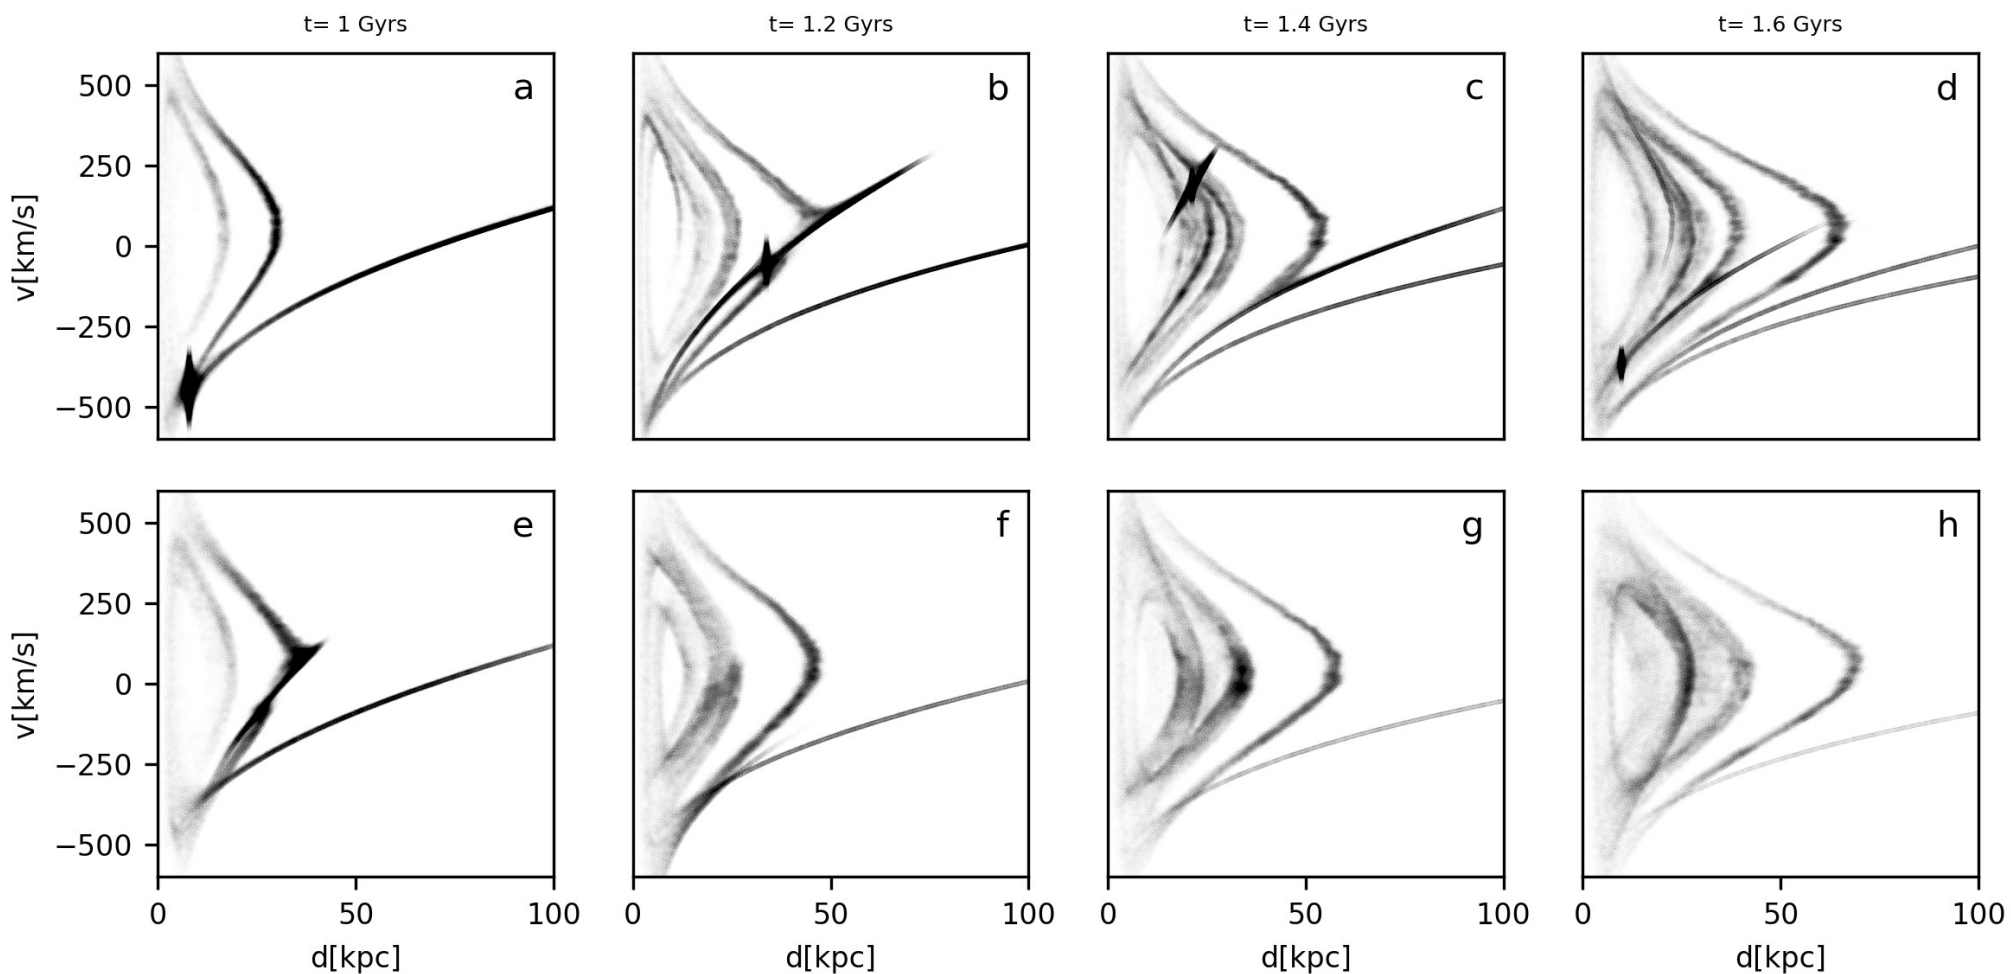 t= 1 Gyrs
t= 1.2 Gyrs
t= 1.4 Gyrs
t= 1.6 Gyrs
v[km/s]
500
250
0
−250
−500
a
b
c
d
v[km/s]
500
250
0
−250
−500
e
f
g
h
0
50
100
0
50
100
0
50
100
0
50
100
d[kpc]
d[kpc]
d[kpc]
d[kpc]